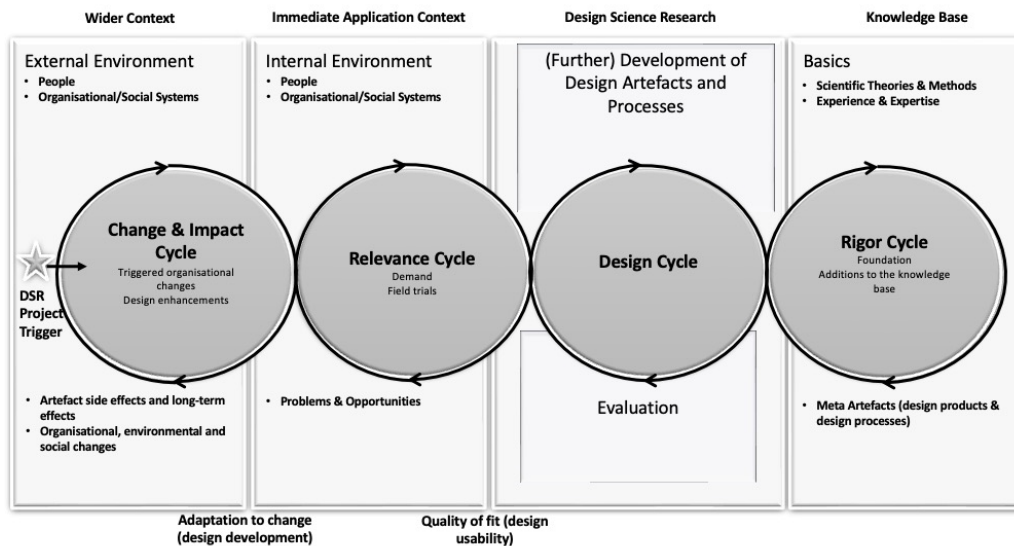 Wider Context
Immediate Application Context
Design Science Research
Knowledge Base
External Environment
• People
• Organisational/Social Systems
Internal Environment
• People
• Organisational/Social Systems
(Further) Development of
Design Artefacts and
Processes
Basics
• Scientific Theories & Methods
• Experience & Expertise
DSR
Project
Trigger
Change & Impact
Cycle
Triggered organisational
changes
Design enhancements
Relevance Cycle
Demand
Field trials
Design Cycle
Rigor Cycle
Foundation
Additions to the knowledge
base
• Artefact side effects and long-term
effects
• Organisational, environmental and
social changes
• Problems & Opportunities
Evaluation
• Meta Artefacts (design products &
design processes)
Adaptation to change
(design development)
Quality of fit (design
usability)